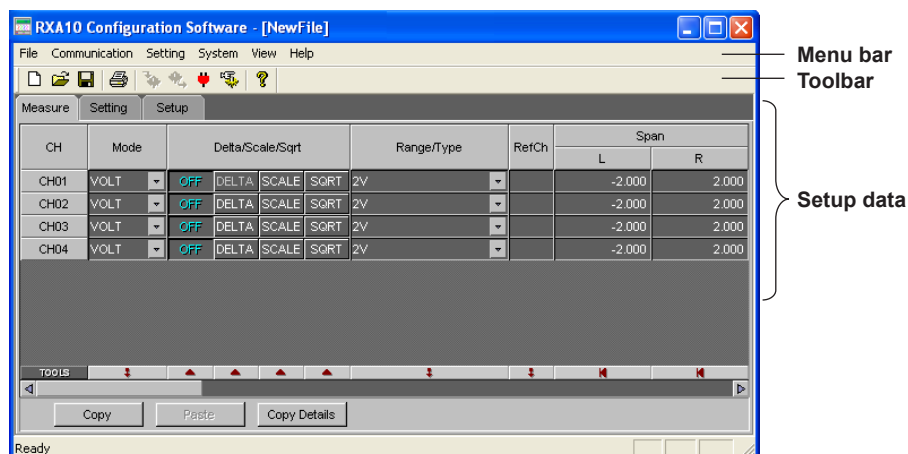 RXA10 Configuration Software - [NewFile]
File Communication Setting System View Help
Menu bar
Toolbar
Measure Setting Setup
CH Mode Delta/Scale/Sqrt Range/Type RefCh Span
L R
CH01 VOLT OFF DELTA SCALE SQRT 2V -2.000 2.000
CH02 VOLT OFF DELTA SCALE SQRT 2V -2.000 2.000
Setup data
CH03 VOLT OFF DELTA SCALE SQRT 2V -2.000 2.000
CH04 VOLT OFF DELTA SCALE SQRT 2V -2.000 2.000
TOOLS
Copy Paste Copy Details
Ready